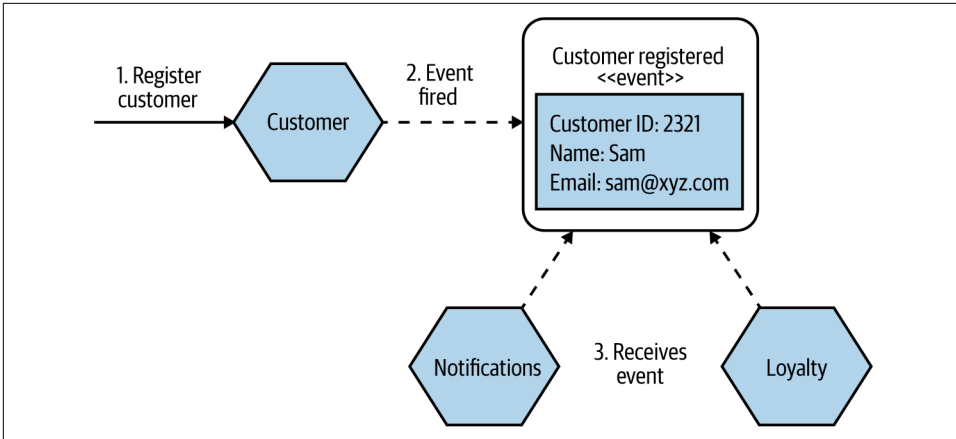 1. Register
customer
Customer
2. Event
fired
Customer registered
<<event>>
Customer ID: 2321
Name: Sam
Email: sam@xyz.com
Notifications
3. Receives
event
Loyalty